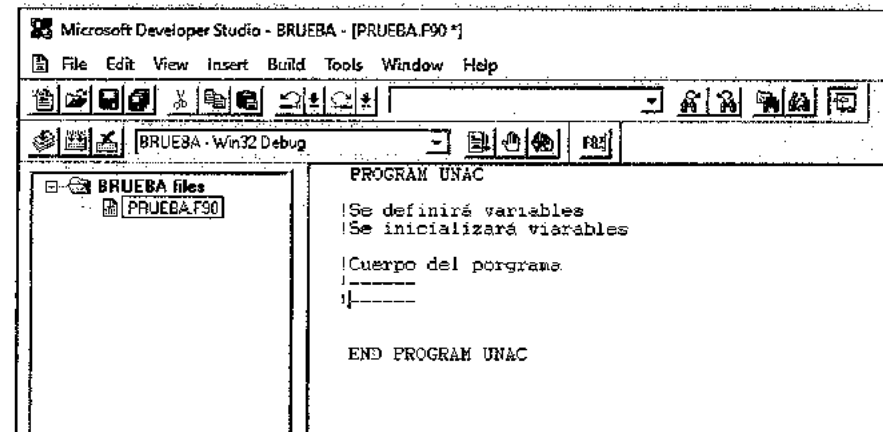 Microsoft Developer Studio - BRUEBA - [PRUEBA.F90 *]
File Edit View Insert Build Tools Window Help
BRUEBA - Win32 Debug
F83
BRUEBA files
PRUEBA.F90
PROGRAM UNAC
!Se definirá variables
!Se inicializará viarables
!Cuerpo del porgrama
!------
!------
END PROGRAM UNAC